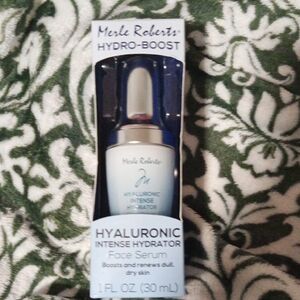 Merle Roberts®
HYDRO-BOOST
Merle Roberts®
HYALURONIC
INTENSE
HYDRATOR
HYALURONIC
INTENSE HYDRATOR
Face Serum
Boosts and renews dull,
dry skin
1 FL. OZ. (30 mL)